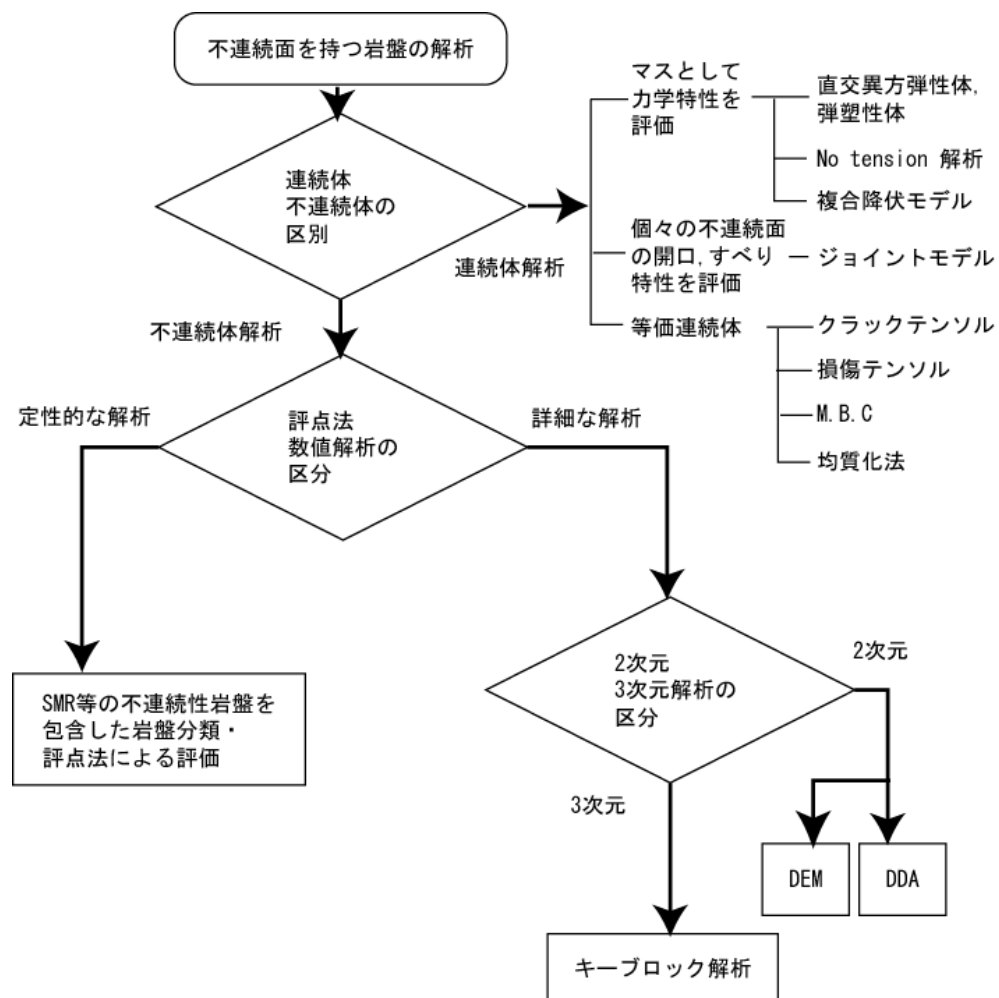 不連続面を持つ岩盤の解析
連続体
不連続体の
区別
連続体解析
マスとして
力学特性を
評価
直交異方弾性体,
弾塑性体
No tension 解析
複合降伏モデル
個々の不連続面
の開口,すべり
特性を評価
ジョイントモデル
等価連続体
クラックテンソル
損傷テンソル
M.B.C
均質化法
不連続体解析
評点法
数値解析の
区分
定性的な解析
詳細な解析
SMR等の不連続性岩盤を
包含した岩盤分類・
評点法による評価
2次元
3次元解析の
区分
2次元
3次元
DEM
DDA
キーブロック解析